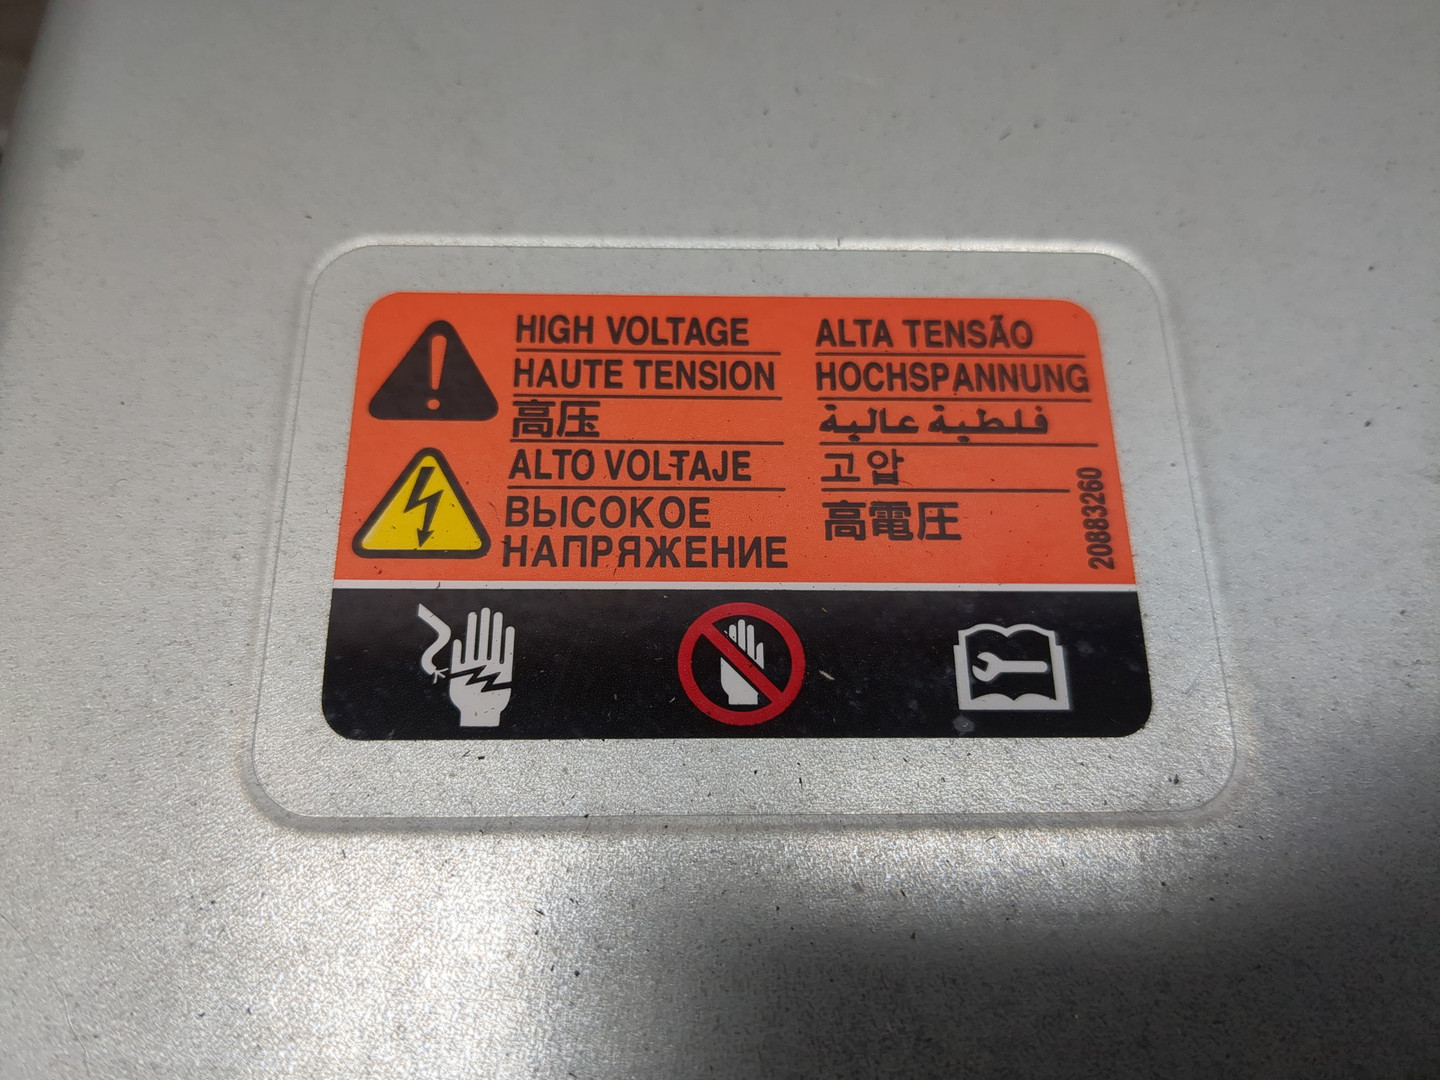 HIGH VOLTAGE
HAUTE TENSION
高压
ALTO VOLTAJE
ВЫСОКОЕ
НАПРЯЖЕНИЕ
ALTA TENSÃO
HOCHSPANNUNG
فلطية عالية
고압
高電圧
20883260